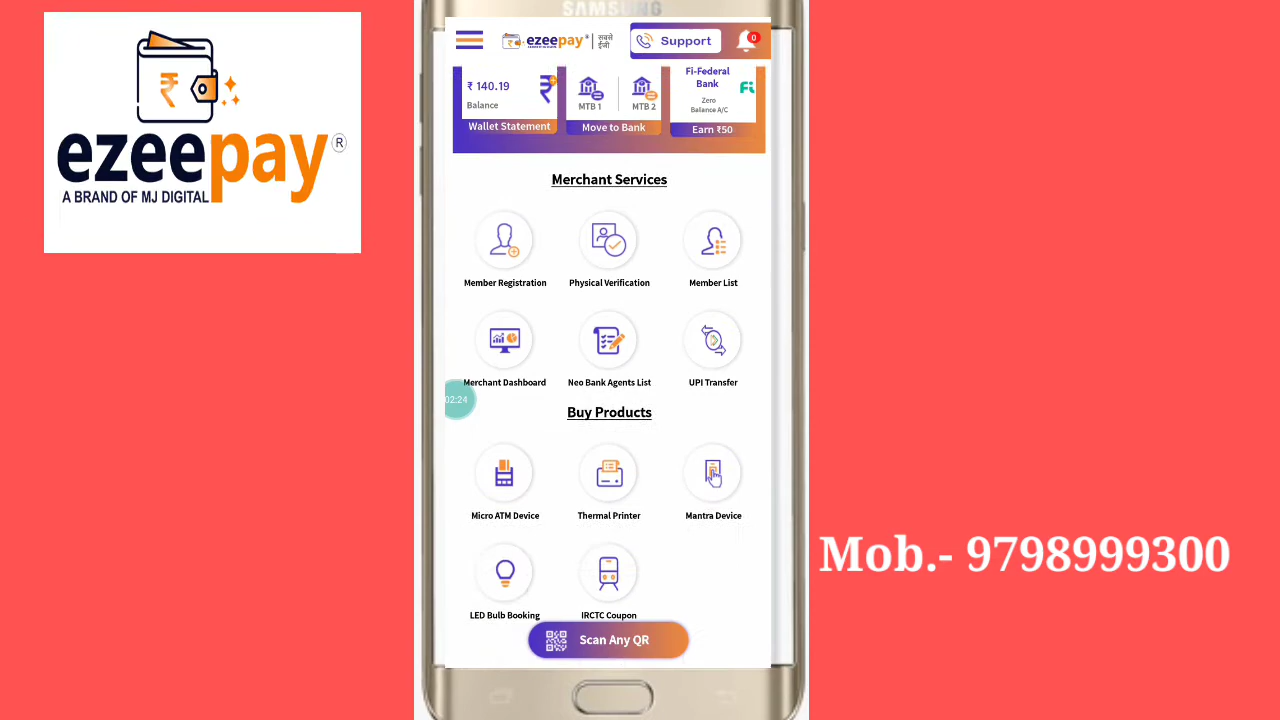 ezeepay
®
A BRAND OF MJ DIGITAL
SAMSUNG
ezeepay
सबसे
ईजी
Support
0
₹ 140.19
Balance
Wallet Statement
MTB 1
MTB 2
Move to Bank
Fi-Federal
Bank
Zero
Balance A/C
Earn ₹50
Merchant Services
Member Registration
Physical Verification
Member List
Merchant Dashboard
Neo Bank Agents List
UPI Transfer
02:24
Buy Products
Micro ATM Device
Thermal Printer
Mantra Device
LED Bulb Booking
IRCTC Coupon
Scan Any QR
Mob.- 9798999300